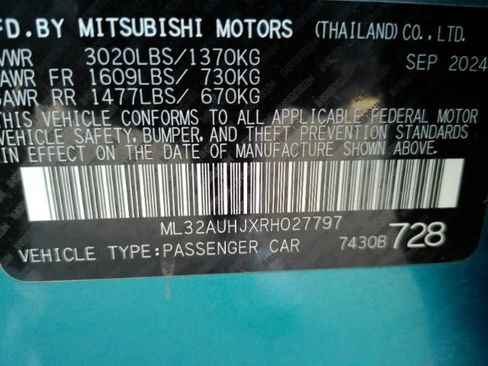 FD.BY MITSUBISHI MOTORS (THAILAND) CO.,LTD.
VWR 3020LBS/1370KG SEP 2024
AWR FR 1609LBS/ 730KG
AWR RR 1477LBS/ 670KG
THIS VEHICLE CONFORMS TO ALL APPLICABLE FEDERAL MOTOR
VEHICLE SAFETY, BUMPER, AND THEFT PREVENTION STANDARDS
IN EFFECT ON THE DATE OF MANUFACTURE SHOWN ABOVE.
ML32AUHJXRH027797
VEHICLE TYPE:PASSENGER CAR 7430B 728